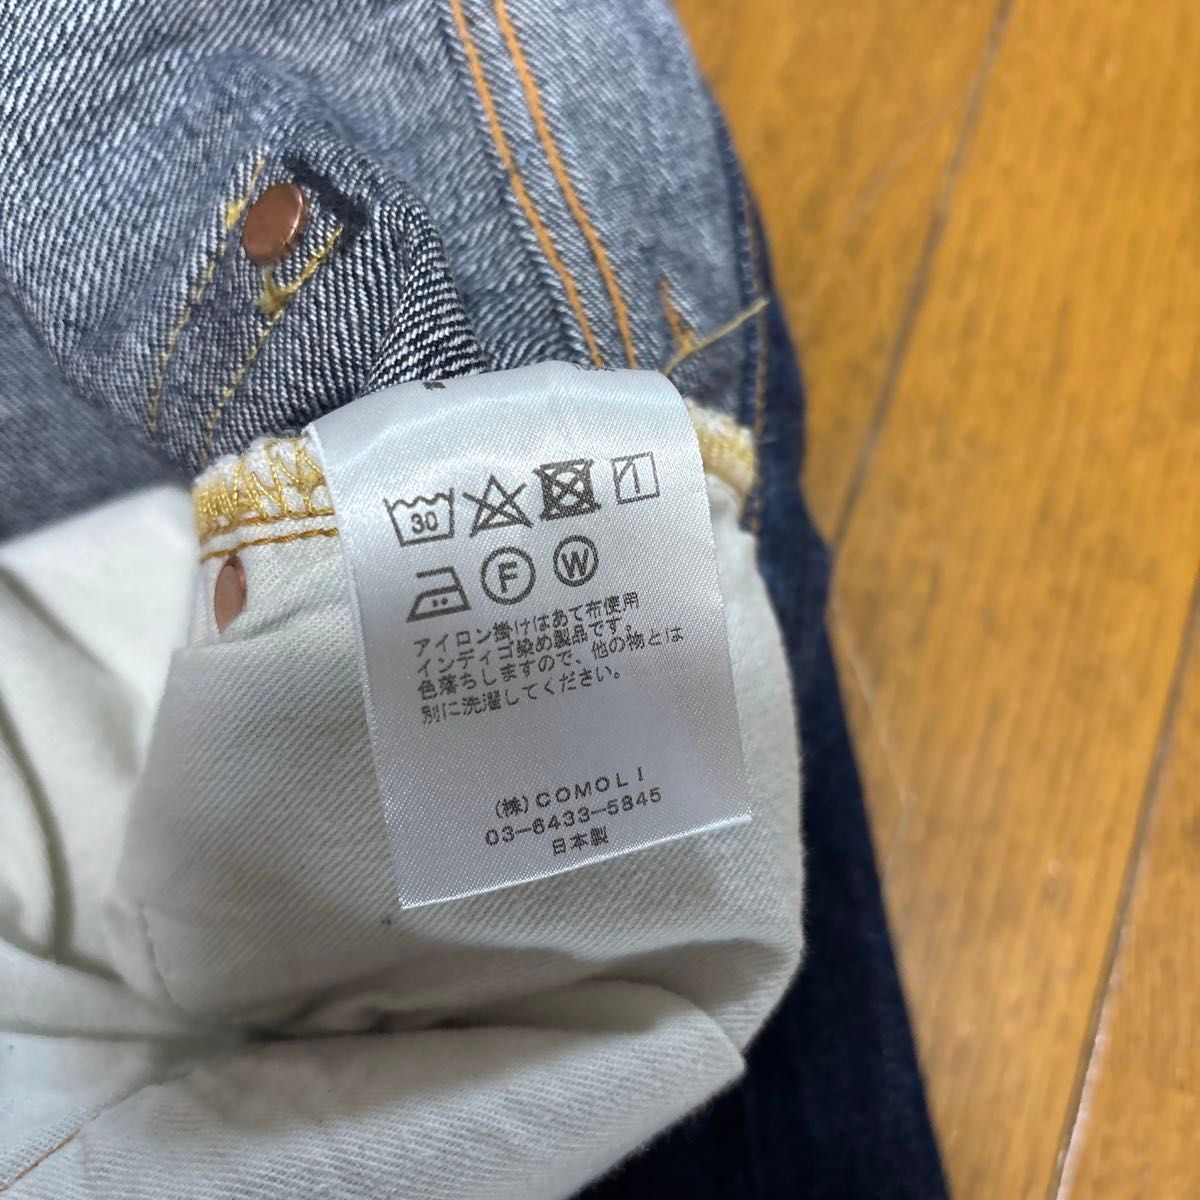 30
F W
アイロン掛けはあて布使用
インディゴ染め製品です。
色落ちしますので、他の物とは
別に洗濯してください。
(株)COMOLI
03-6433-5845
日本製